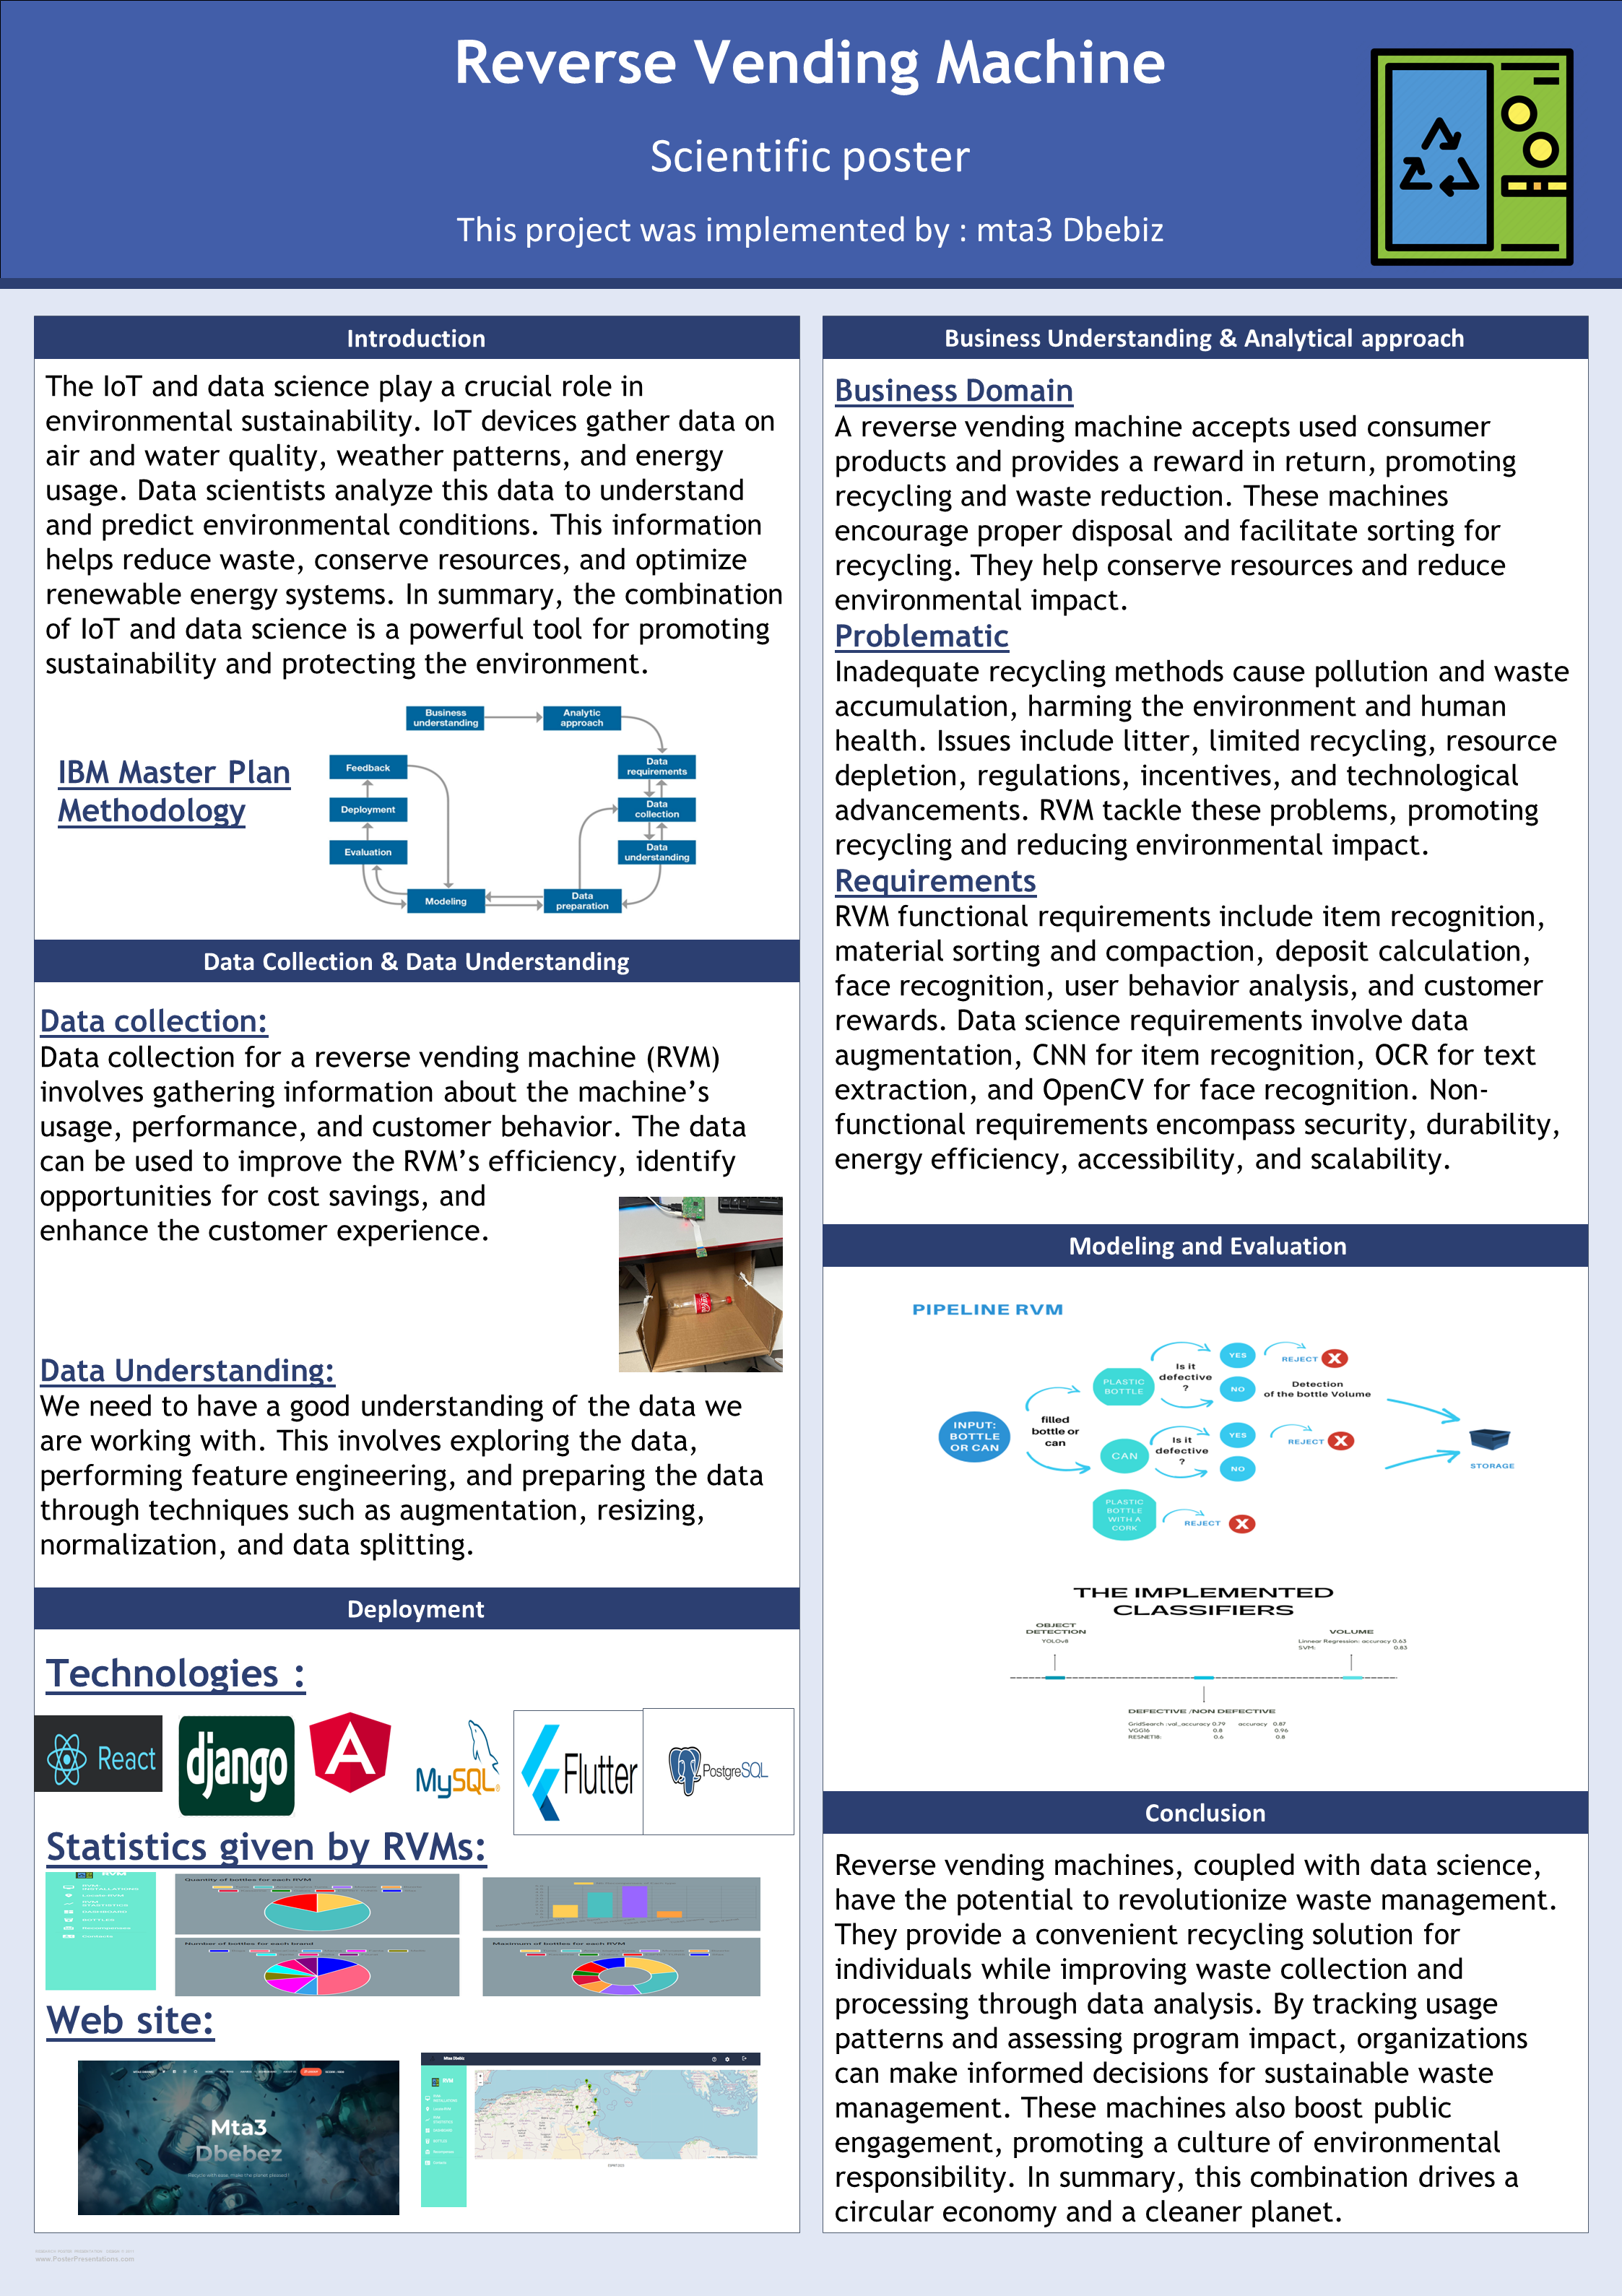 Reverse Vending Machine
Scientific poster
This project was implemented by : mta3 Dbebiz
Introduction
The IoT and data science play a crucial role in
environmental sustainability. IoT devices gather data on
air and water quality, weather patterns, and energy
usage. Data scientists analyze this data to understand
and predict environmental conditions. This information
helps reduce waste, conserve resources, and optimize
renewable energy systems. In summary, the combination
of IoT and data science is a powerful tool for promoting
sustainability and protecting the environment.
IBM Master Plan
Methodology
Business
understanding
Analytic
approach
Feedback
Data
requirements
Deployment
Data
collection
Evaluation
Data
understanding
Modeling
Data
preparation
Data Collection & Data Understanding
Data collection:
Data collection for a reverse vending machine (RVM)
involves gathering information about the machine’s
usage, performance, and customer behavior. The data
can be used to improve the RVM’s efficiency, identify
opportunities for cost savings, and
enhance the customer experience.
Data Understanding:
We need to have a good understanding of the data we
are working with. This involves exploring the data,
performing feature engineering, and preparing the data
through techniques such as augmentation, resizing,
normalization, and data splitting.
Deployment
Technologies :
React
django
MySQL
Flutter
PostgreSQL
Statistics given by RVMs:
Quantity of bottles for each RVM
Number of bottles for each brand
Maximum of bottles for each RVM
Web site:
Mta3
Dbebez
RVM
Business Understanding & Analytical approach
Business Domain
A reverse vending machine accepts used consumer
products and provides a reward in return, promoting
recycling and waste reduction. These machines
encourage proper disposal and facilitate sorting for
recycling. They help conserve resources and reduce
environmental impact.
Problematic
Inadequate recycling methods cause pollution and waste
accumulation, harming the environment and human
health. Issues include litter, limited recycling, resource
depletion, regulations, incentives, and technological
advancements. RVM tackle these problems, promoting
recycling and reducing environmental impact.
Requirements
RVM functional requirements include item recognition,
material sorting and compaction, deposit calculation,
face recognition, user behavior analysis, and customer
rewards. Data science requirements involve data
augmentation, CNN for item recognition, OCR for text
extraction, and OpenCV for face recognition. Non-
functional requirements encompass security, durability,
energy efficiency, accessibility, and scalability.
Modeling and Evaluation
PIPELINE RVM
INPUT:
BOTTLE
OR CAN
filled
bottle or
can
PLASTIC
BOTTLE
Is it
defective
?
YES
REJECT
NO
Detection
of the bottle Volume
CAN
Is it
defective
?
YES
REJECT
NO
STORAGE
PLASTIC
BOTTLE
WITH A
CORK
REJECT
THE IMPLEMENTED
CLASSIFIERS
OBJECT
DETECTION
YOLOv8
VOLUME
Linnear Regression: accuracy 0.63
SVM: 0.83
DEFECTIVE /NON DEFECTIVE
GridSearch :val_accuracy 0.79 accuracy 0.87
VGG16 0.8 0.96
RESNET18: 0.6 0.8
Conclusion
Reverse vending machines, coupled with data science,
have the potential to revolutionize waste management.
They provide a convenient recycling solution for
individuals while improving waste collection and
processing through data analysis. By tracking usage
patterns and assessing program impact, organizations
can make informed decisions for sustainable waste
management. These machines also boost public
engagement, promoting a culture of environmental
responsibility. In summary, this combination drives a
circular economy and a cleaner planet.
www.PosterPresentations.com